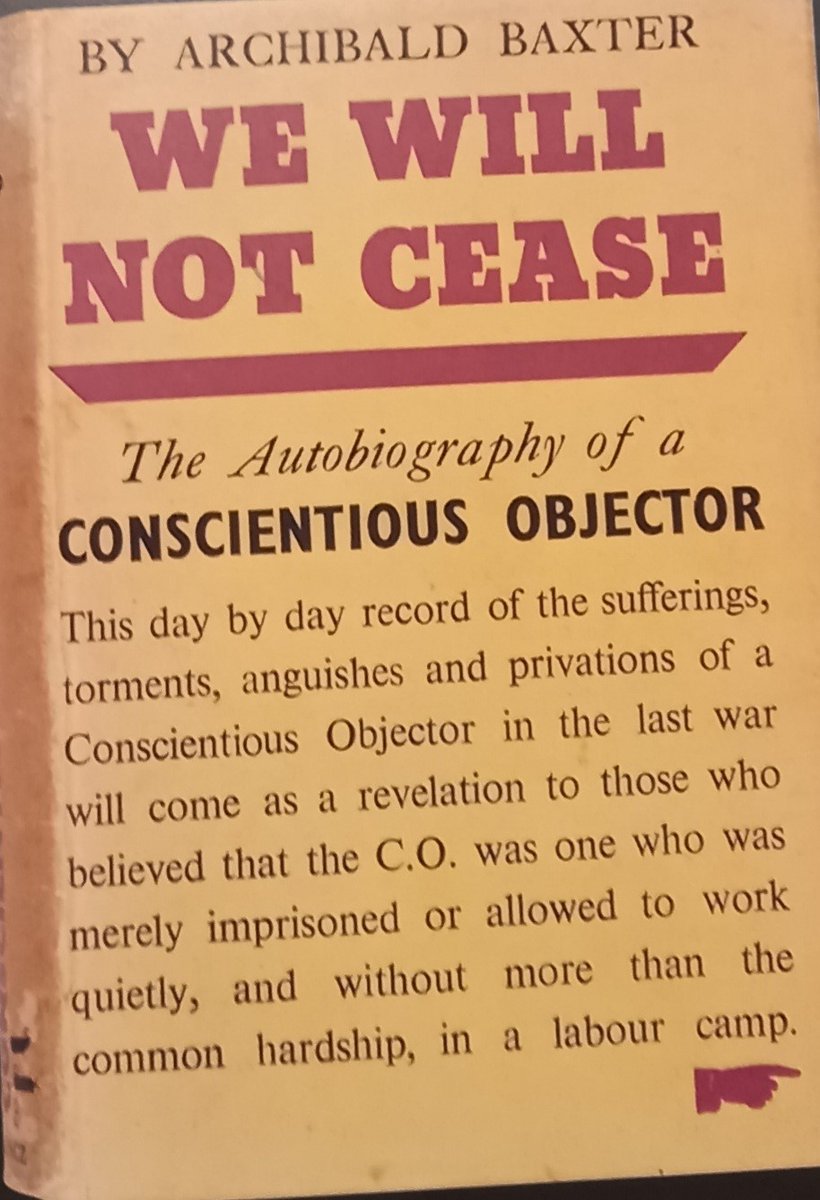 BY ARCHIBALD BAXTER
WE WILL
NOT CEASE
The Autobiography of a
CONSCIENTIOUS OBJECTOR
This day by day record of the sufferings,
torments, anguishes and privations of a
Conscientious Objector in the last war
will come as a revelation to those who
believed that the C.O. was one who was
merely imprisoned or allowed to work
quietly, and without more than the
common hardship, in a labour camp.